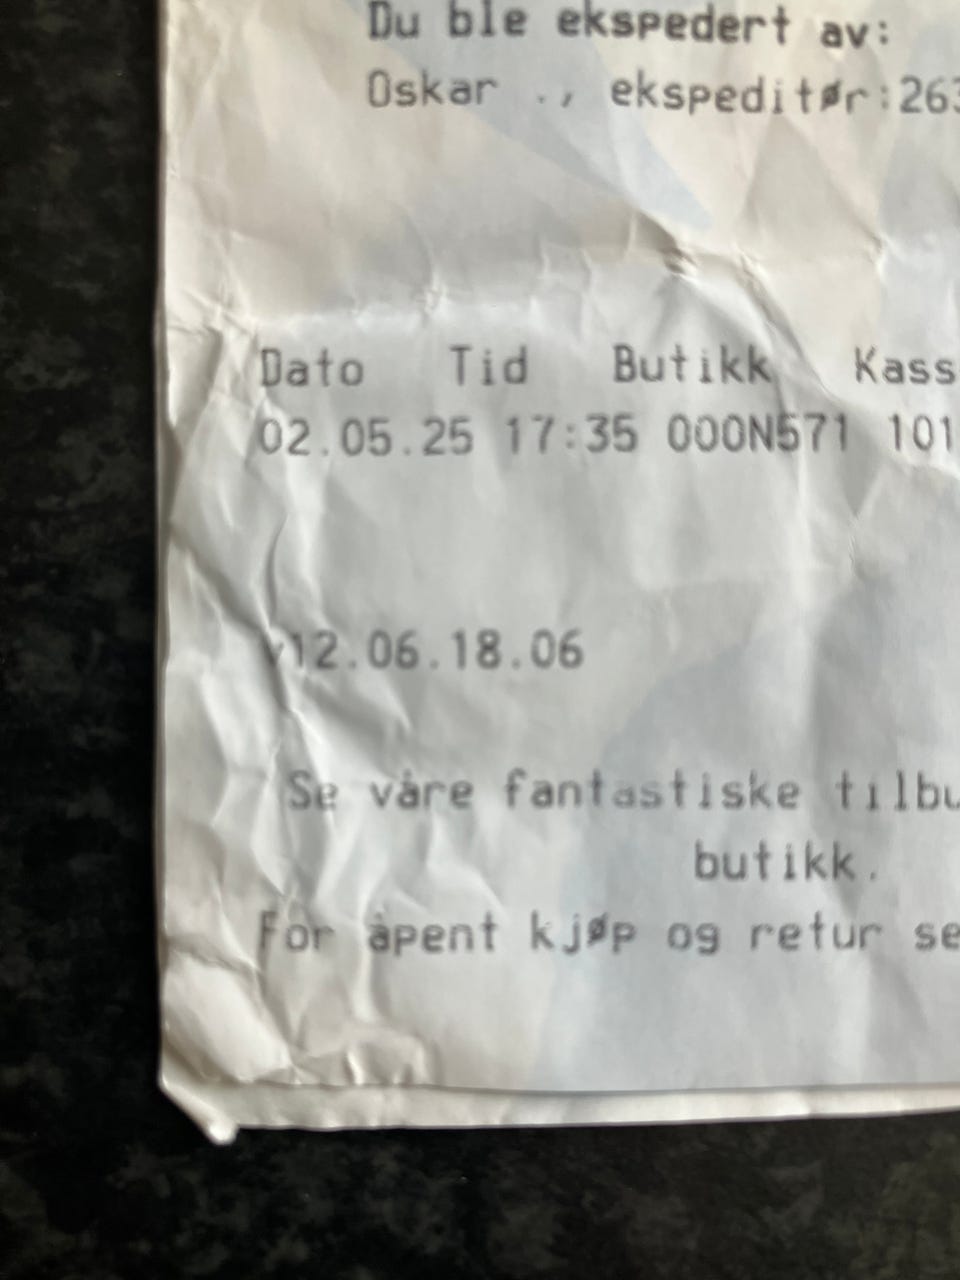 Du ble ekspedert av:
Oskar ., ekspeditør:263
Dato Tid Butikk Kass
02.05.25 17:35 000N571 101
v12.06.18.06
Se våre fantastiske tilbu
butikk.
For åpent kjøp og retur se